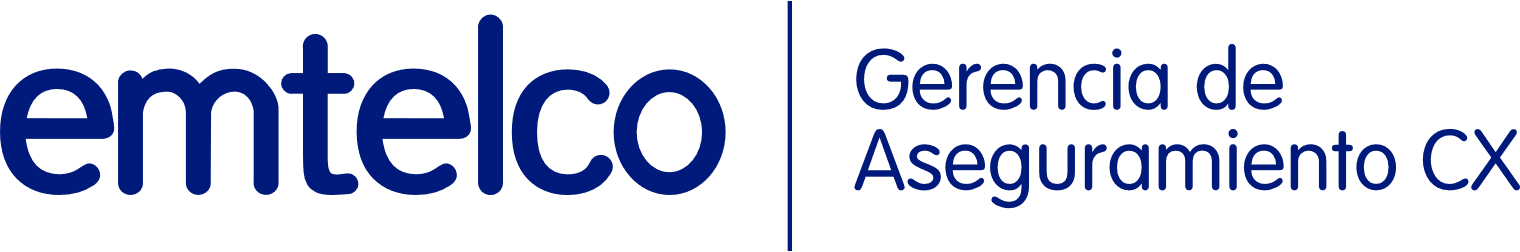 emtelco
Gerencia de
Aseguramiento CX